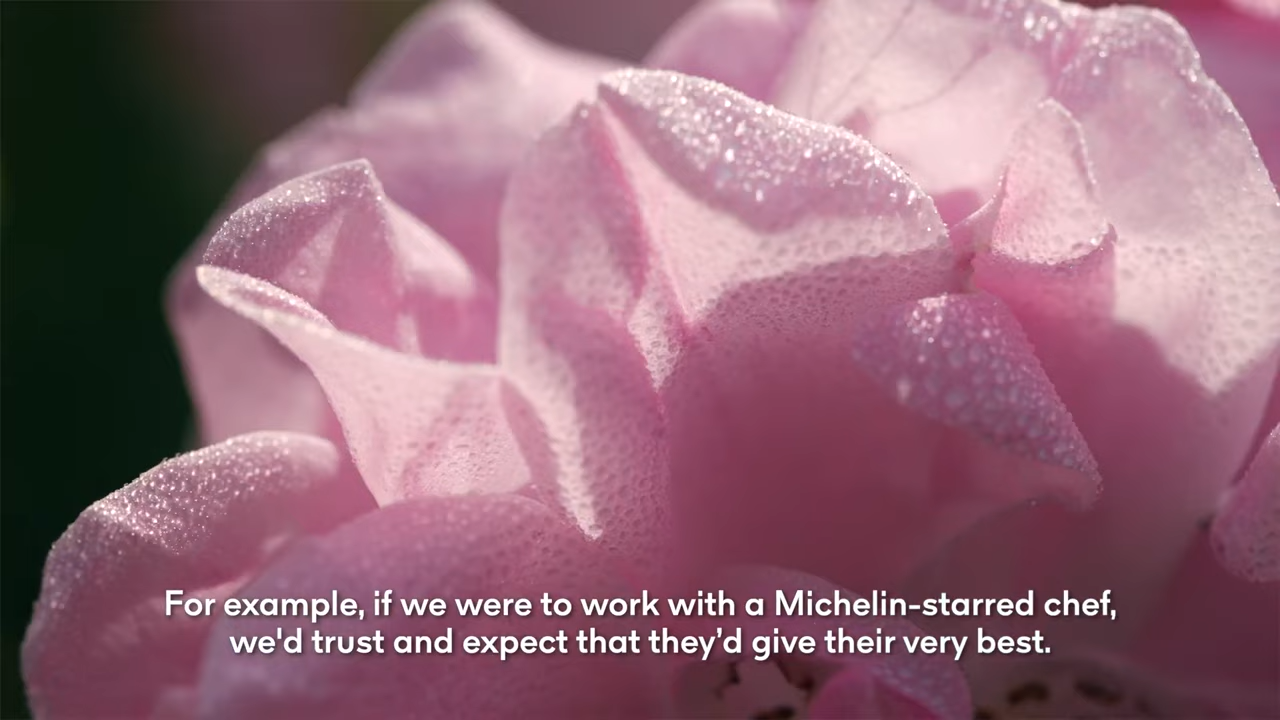 For example, if we were to work with a Michelin-starred chef,
we'd trust and expect that they’d give their very best.